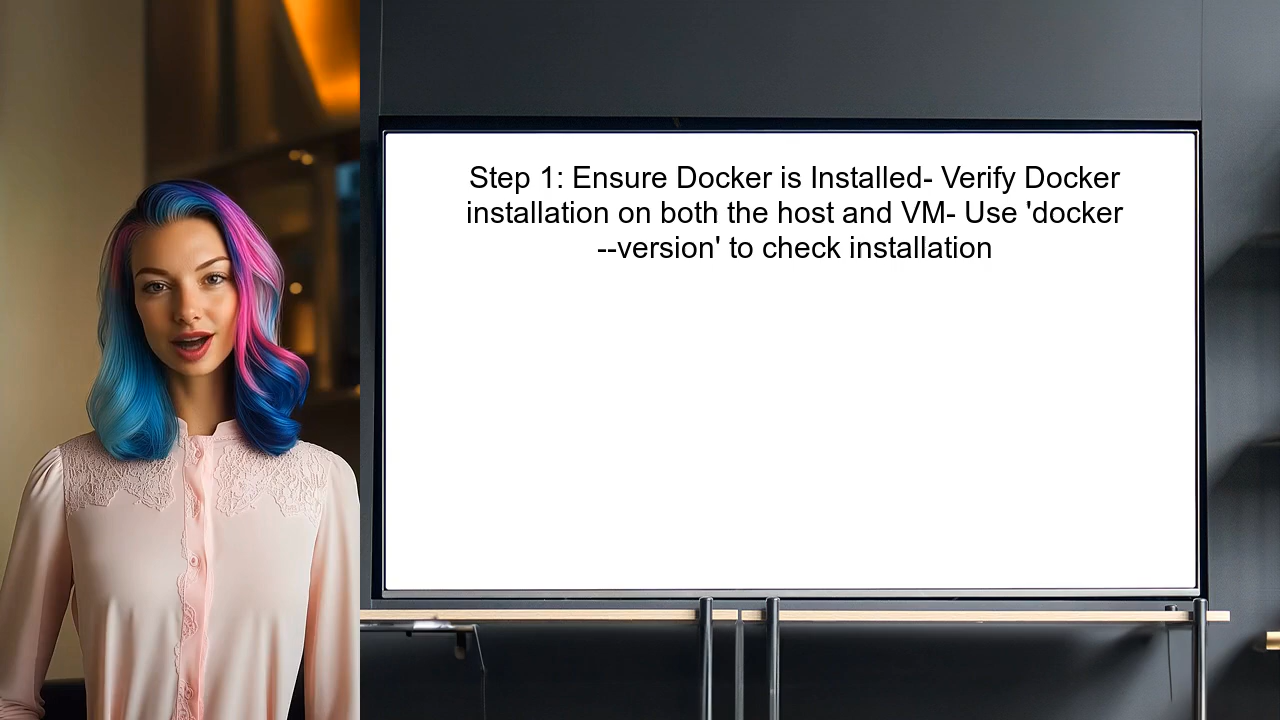 Step 1: Ensure Docker is Installed- Verify Docker
installation on both the host and VM- Use 'docker
--version' to check installation